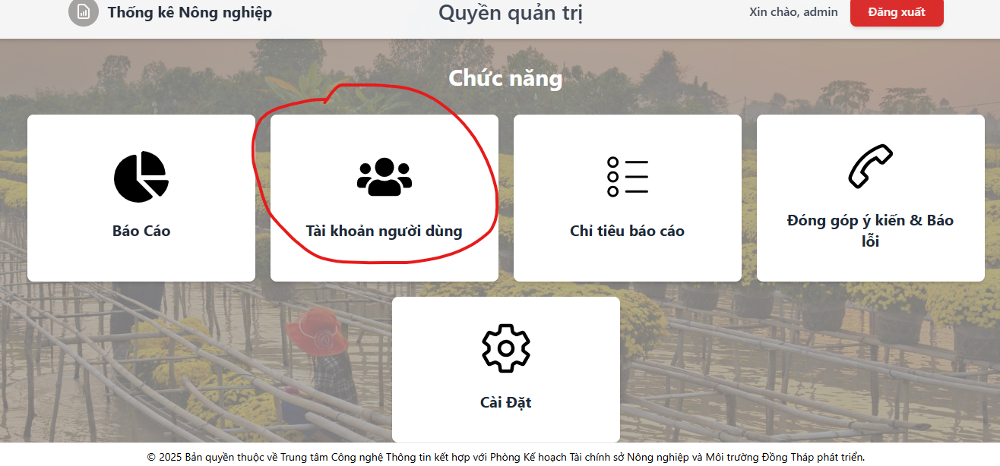 Thống kê Nông nghiệp
Quyền quản trị
Xin chào, admin
Đăng xuất
Chức năng
Báo Cáo
Tài khoản người dùng
Chỉ tiêu báo cáo
Đóng góp ý kiến & Báo
lỗi
Cài Đặt
© 2025 Bản quyền thuộc về Trung tâm Công nghệ Thông tin kết hợp với Phòng Kế hoạch Tài chính sở Nông nghiệp và Môi trường Đồng Tháp phát triển.